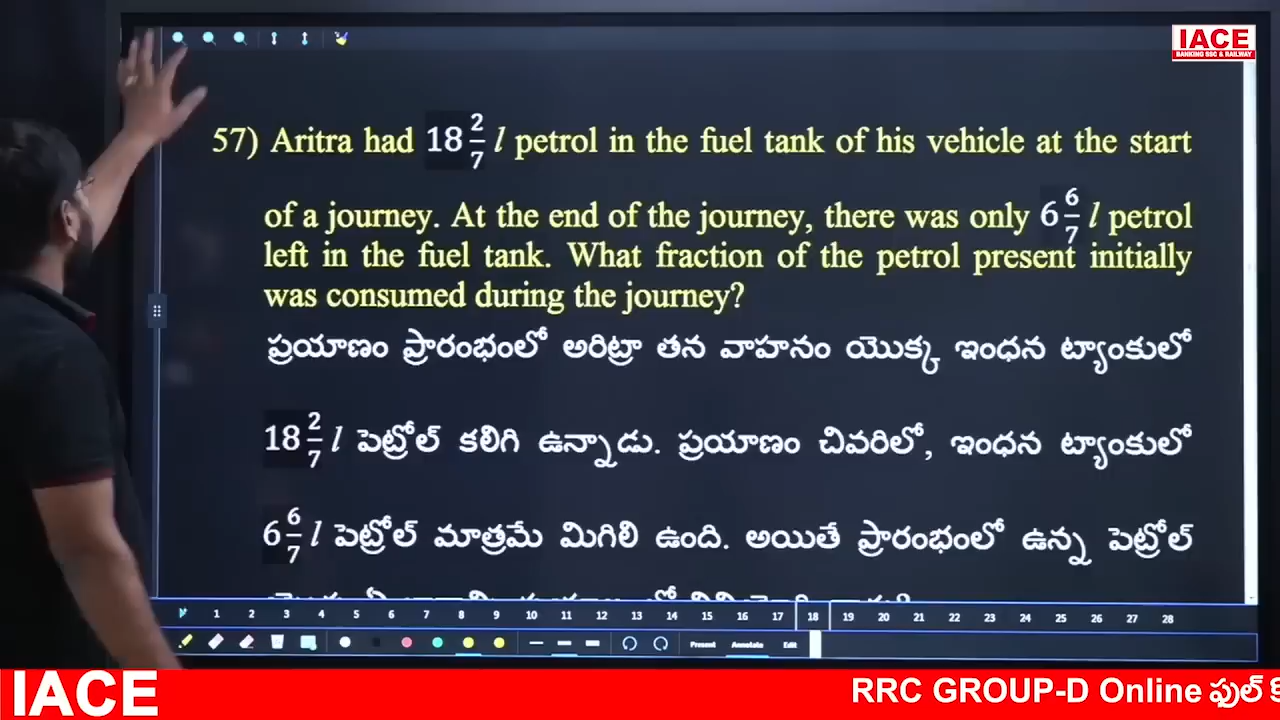 IACE
BANKING SSC & RAILWAY
57) Aritra had 18 2/7 l petrol in the fuel tank of his vehicle at the start
of a journey. At the end of the journey, there was only 6 6/7 l petrol
left in the fuel tank. What fraction of the petrol present initially
was consumed during the journey?
ప్రయాణం ప్రారంభంలో అరిట్రా తన వాహనం యొక్క ఇంధన ట్యాంకులో
18 2/7 l పెట్రోల్ కలిగి ఉన్నాడు. ప్రయాణం చివరిలో, ఇంధన ట్యాంకులో
6 6/7 l పెట్రోల్ మాత్రమే మిగిలి ఉంది. అయితే ప్రారంభంలో ఉన్న పెట్రోల్
1 2 3 4 5 6 7 8 9 10 11 12 13 14 15 16 17 18 19 20 21 22 23 24 25 26 27 28
Present Annotate Edit
IACE
RRC GROUP-D Online ఫుల్